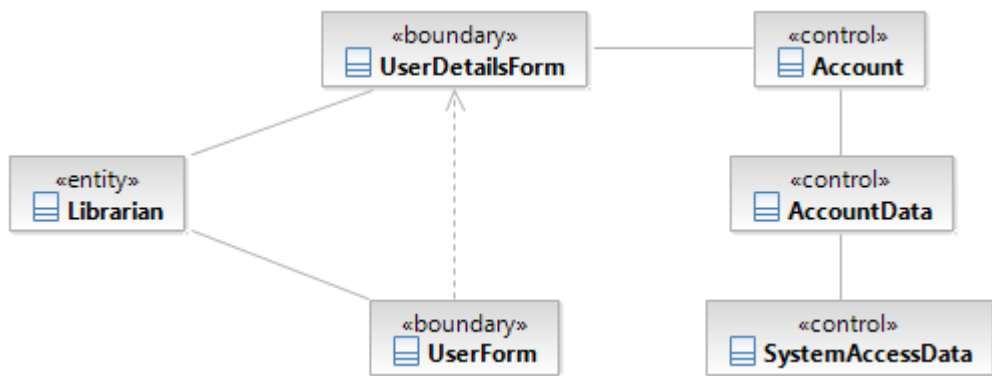 «boundary»
UserDetailsForm
«control»
Account
«entity»
Librarian
«control»
AccountData
«boundary»
UserForm
«control»
SystemAccessData